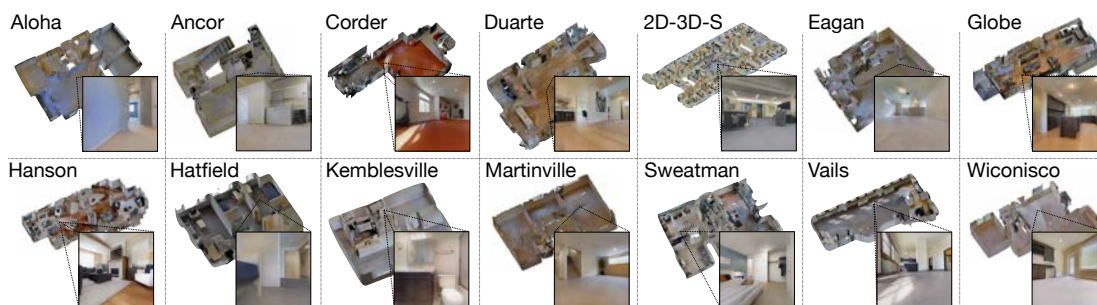 Aloha Ancor Corder Duarte 2D-3D-S Eagan Globe
Hanson Hatfield Kemblesville Martinville Sweatman Vails Wiconisco